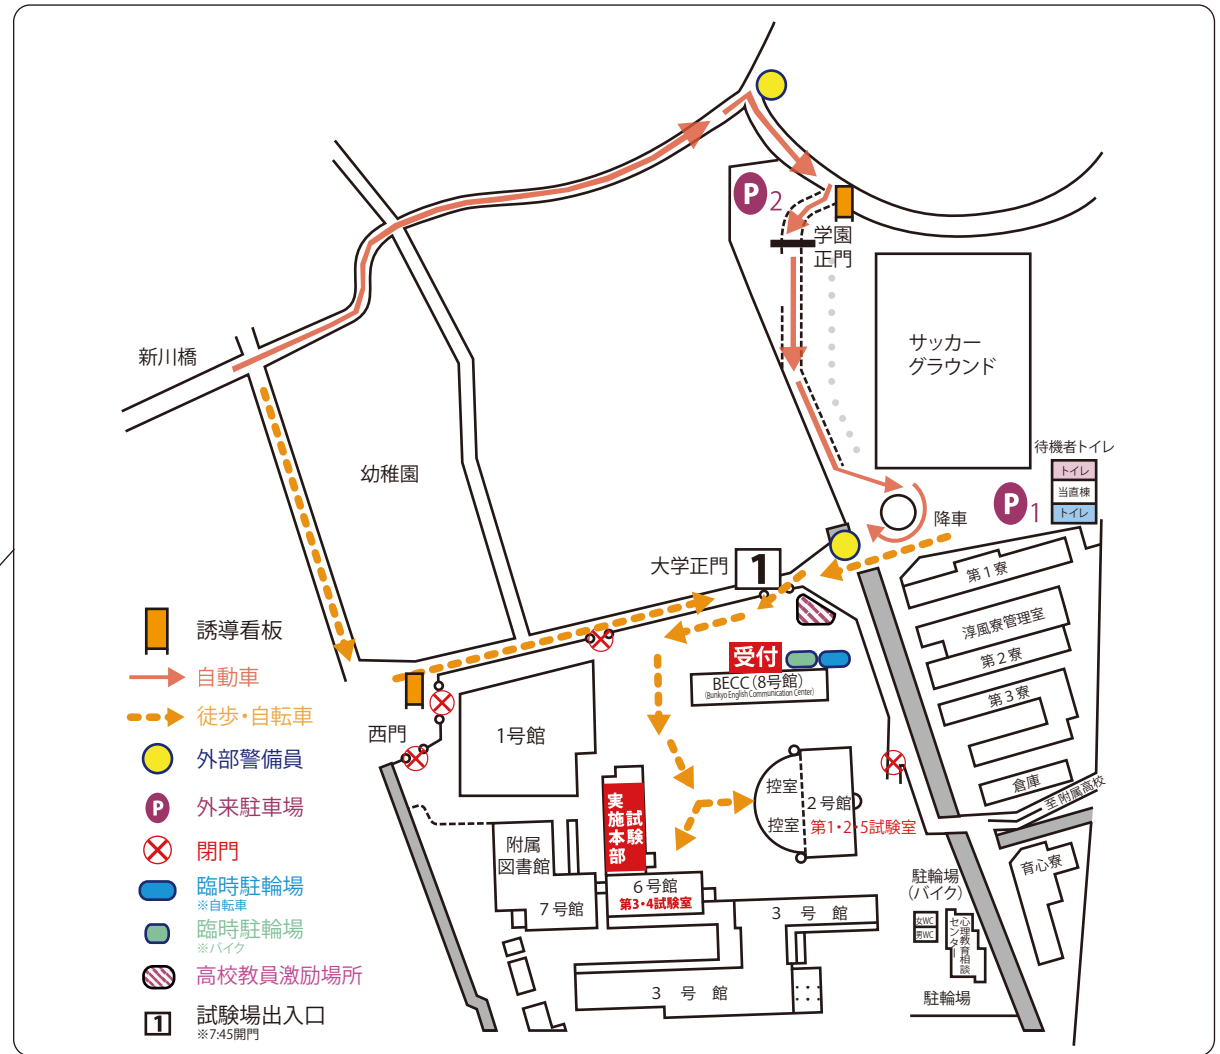 P 2
学園
正門
サッカー
グラウンド
新川橋
幼稚園
待機者トイレ
トイレ
当直棟
トイレ
P 1
降車
大学正門
1
第1寮
淳風寮管理室
第2寮
第3寮
倉庫
至附属高校
育心寮
受付
BECC(8号館)
(Bunkyo English Communication Center)
西門
1号館
控室
控室
2号館
第1・2・5試験室
試験
実施本部
附属
図書館
6号館
第3・4試験室
7号館
3号館
3号館
駐輪場
(バイク)
女WC
男WC
心理教育相談
センター
駐輪場
誘導看板
自動車
徒歩・自転車
外部警備員
P 外来駐車場
閉門
臨時駐輪場
※自転車
臨時駐輪場
※バイク
高校教員激励場所
1 試験場出入口
※7:45開門